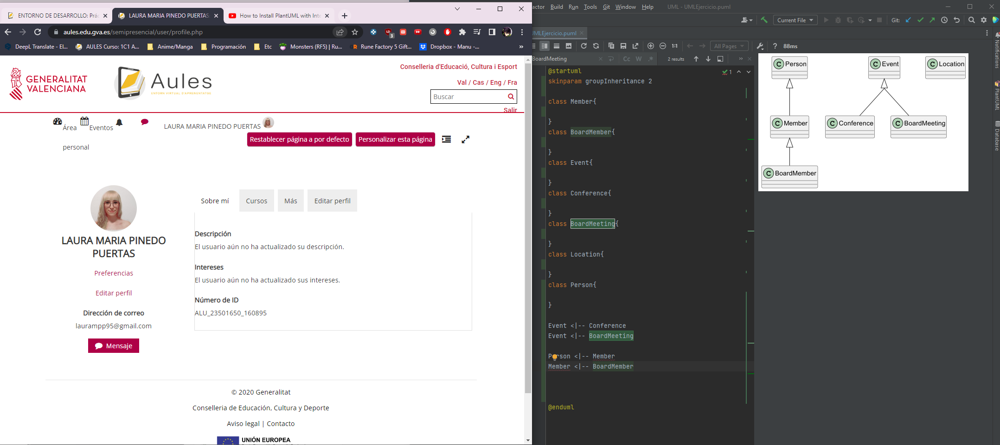 ENTORNO DE DESARROLLO: Prác
LAURA MARIA PINEDO PUERTAS:
How to Install PlantUML with Inte
aules.edu.gva.es/semipresencial/user/profile.php
3
DeepL Translate - El...
AULES Curso: 1C1 A...
Anime/Manga
Programación
Etc
Monsters (RF5) | Ru...
Rune Factory 5 Gift...
Dropbox - Manu -...
»
GENERALITAT
VALENCIANA
Aules
ENTORN VIRTUAL D'APRENENTATGE
Conselleria d'Educació, Cultura i Esport
Val / Cas / Eng / Fra
Buscar
Salir
Área
personal
Eventos
LAURA MARIA PINEDO PUERTAS
Restablecer página a por defecto
Personalizar esta página
LAURA MARIA PINEDO
PUERTAS
Preferencias
Editar perfil
Dirección de correo
laurampp95@gmail.com
Mensaje
Sobre mí
Cursos
Más
Editar perfil
Descripción
El usuario aún no ha actualizado su descripción.
Intereses
El usuario aún no ha actualizado sus intereses.
Número de ID
ALU_23501650_160895
© 2020 Generalitat
Conselleria de Educación, Cultura y Deporte
Aviso legal | Contacto
UNIÓN EUROPEA
actor Build Run Tools Git Window Help
UML - UMLEjercicio.puml
Current File
Git:
UMLEjercicio.puml
1:1
All Pages
?
88ms
BoardMeeting
Cc
W
.*
2 results
»
1
@startuml
skinparam groupInheritance 2
class Member{
}
class BoardMember{
}
class Event{
}
class Conference{
}
class BoardMeeting{
}
class Location{
}
class Person{
}
Event <|-- Conference
Event <|-- BoardMeeting
Person <|-- Member
Member <|-- BoardMember
@enduml
C Person
C Event
C Location
C Member
C Conference
C BoardMeeting
C BoardMember
Notifications
PlantUML
Database